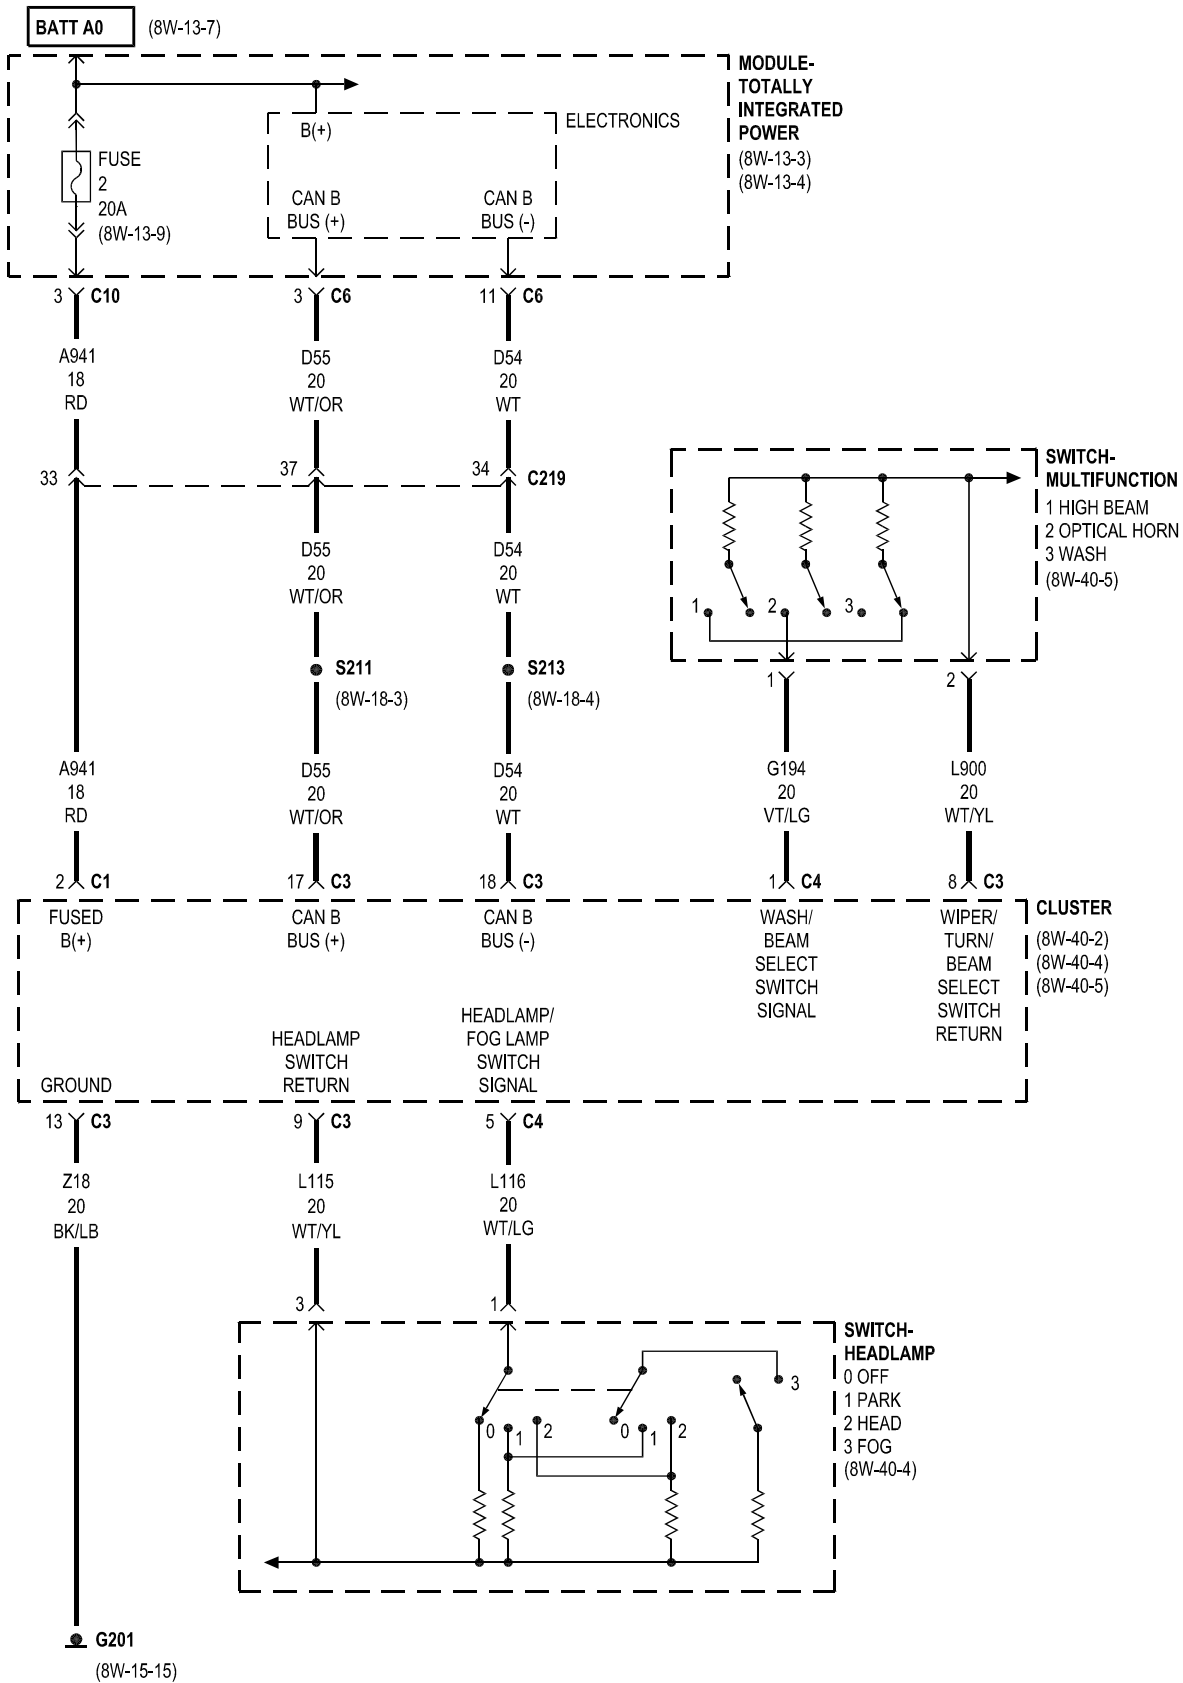 BATT A0 (8W-13-7)
MODULE-
TOTALLY
INTEGRATED
POWER
(8W-13-3)
(8W-13-4)
ELECTRONICS
B(+)
FUSE
2
20A
(8W-13-9)
CAN B
BUS (+)
CAN B
BUS (-)
3 C10
3 C6
11 C6
A941
18
RD
D55
20
WT/OR
D54
20
WT
33
37
34 C219
D55
20
WT/OR
D54
20
WT
SWITCH-
MULTIFUNCTION
1 HIGH BEAM
2 OPTICAL HORN
3 WASH
(8W-40-5)
1 2 3
S211
(8W-18-3)
S213
(8W-18-4)
1
2
A941
18
RD
D55
20
WT/OR
D54
20
WT
G194
20
VT/LG
L900
20
WT/YL
2 C1
17 C3
18 C3
1 C4
8 C3
FUSED
B(+)
CAN B
BUS (+)
CAN B
BUS (-)
WASH/
BEAM
SELECT
SWITCH
SIGNAL
WIPER/
TURN/
BEAM
SELECT
SWITCH
RETURN
CLUSTER
(8W-40-2)
(8W-40-4)
(8W-40-5)
GROUND
HEADLAMP
SWITCH
RETURN
HEADLAMP/
FOG LAMP
SWITCH
SIGNAL
13 C3
9 C3
5 C4
Z18
20
BK/LB
L115
20
WT/YL
L116
20
WT/LG
3
1
SWITCH-
HEADLAMP
0 OFF
1 PARK
2 HEAD
3 FOG
(8W-40-4)
3
0 1 2
0 1 2
G201
(8W-15-15)